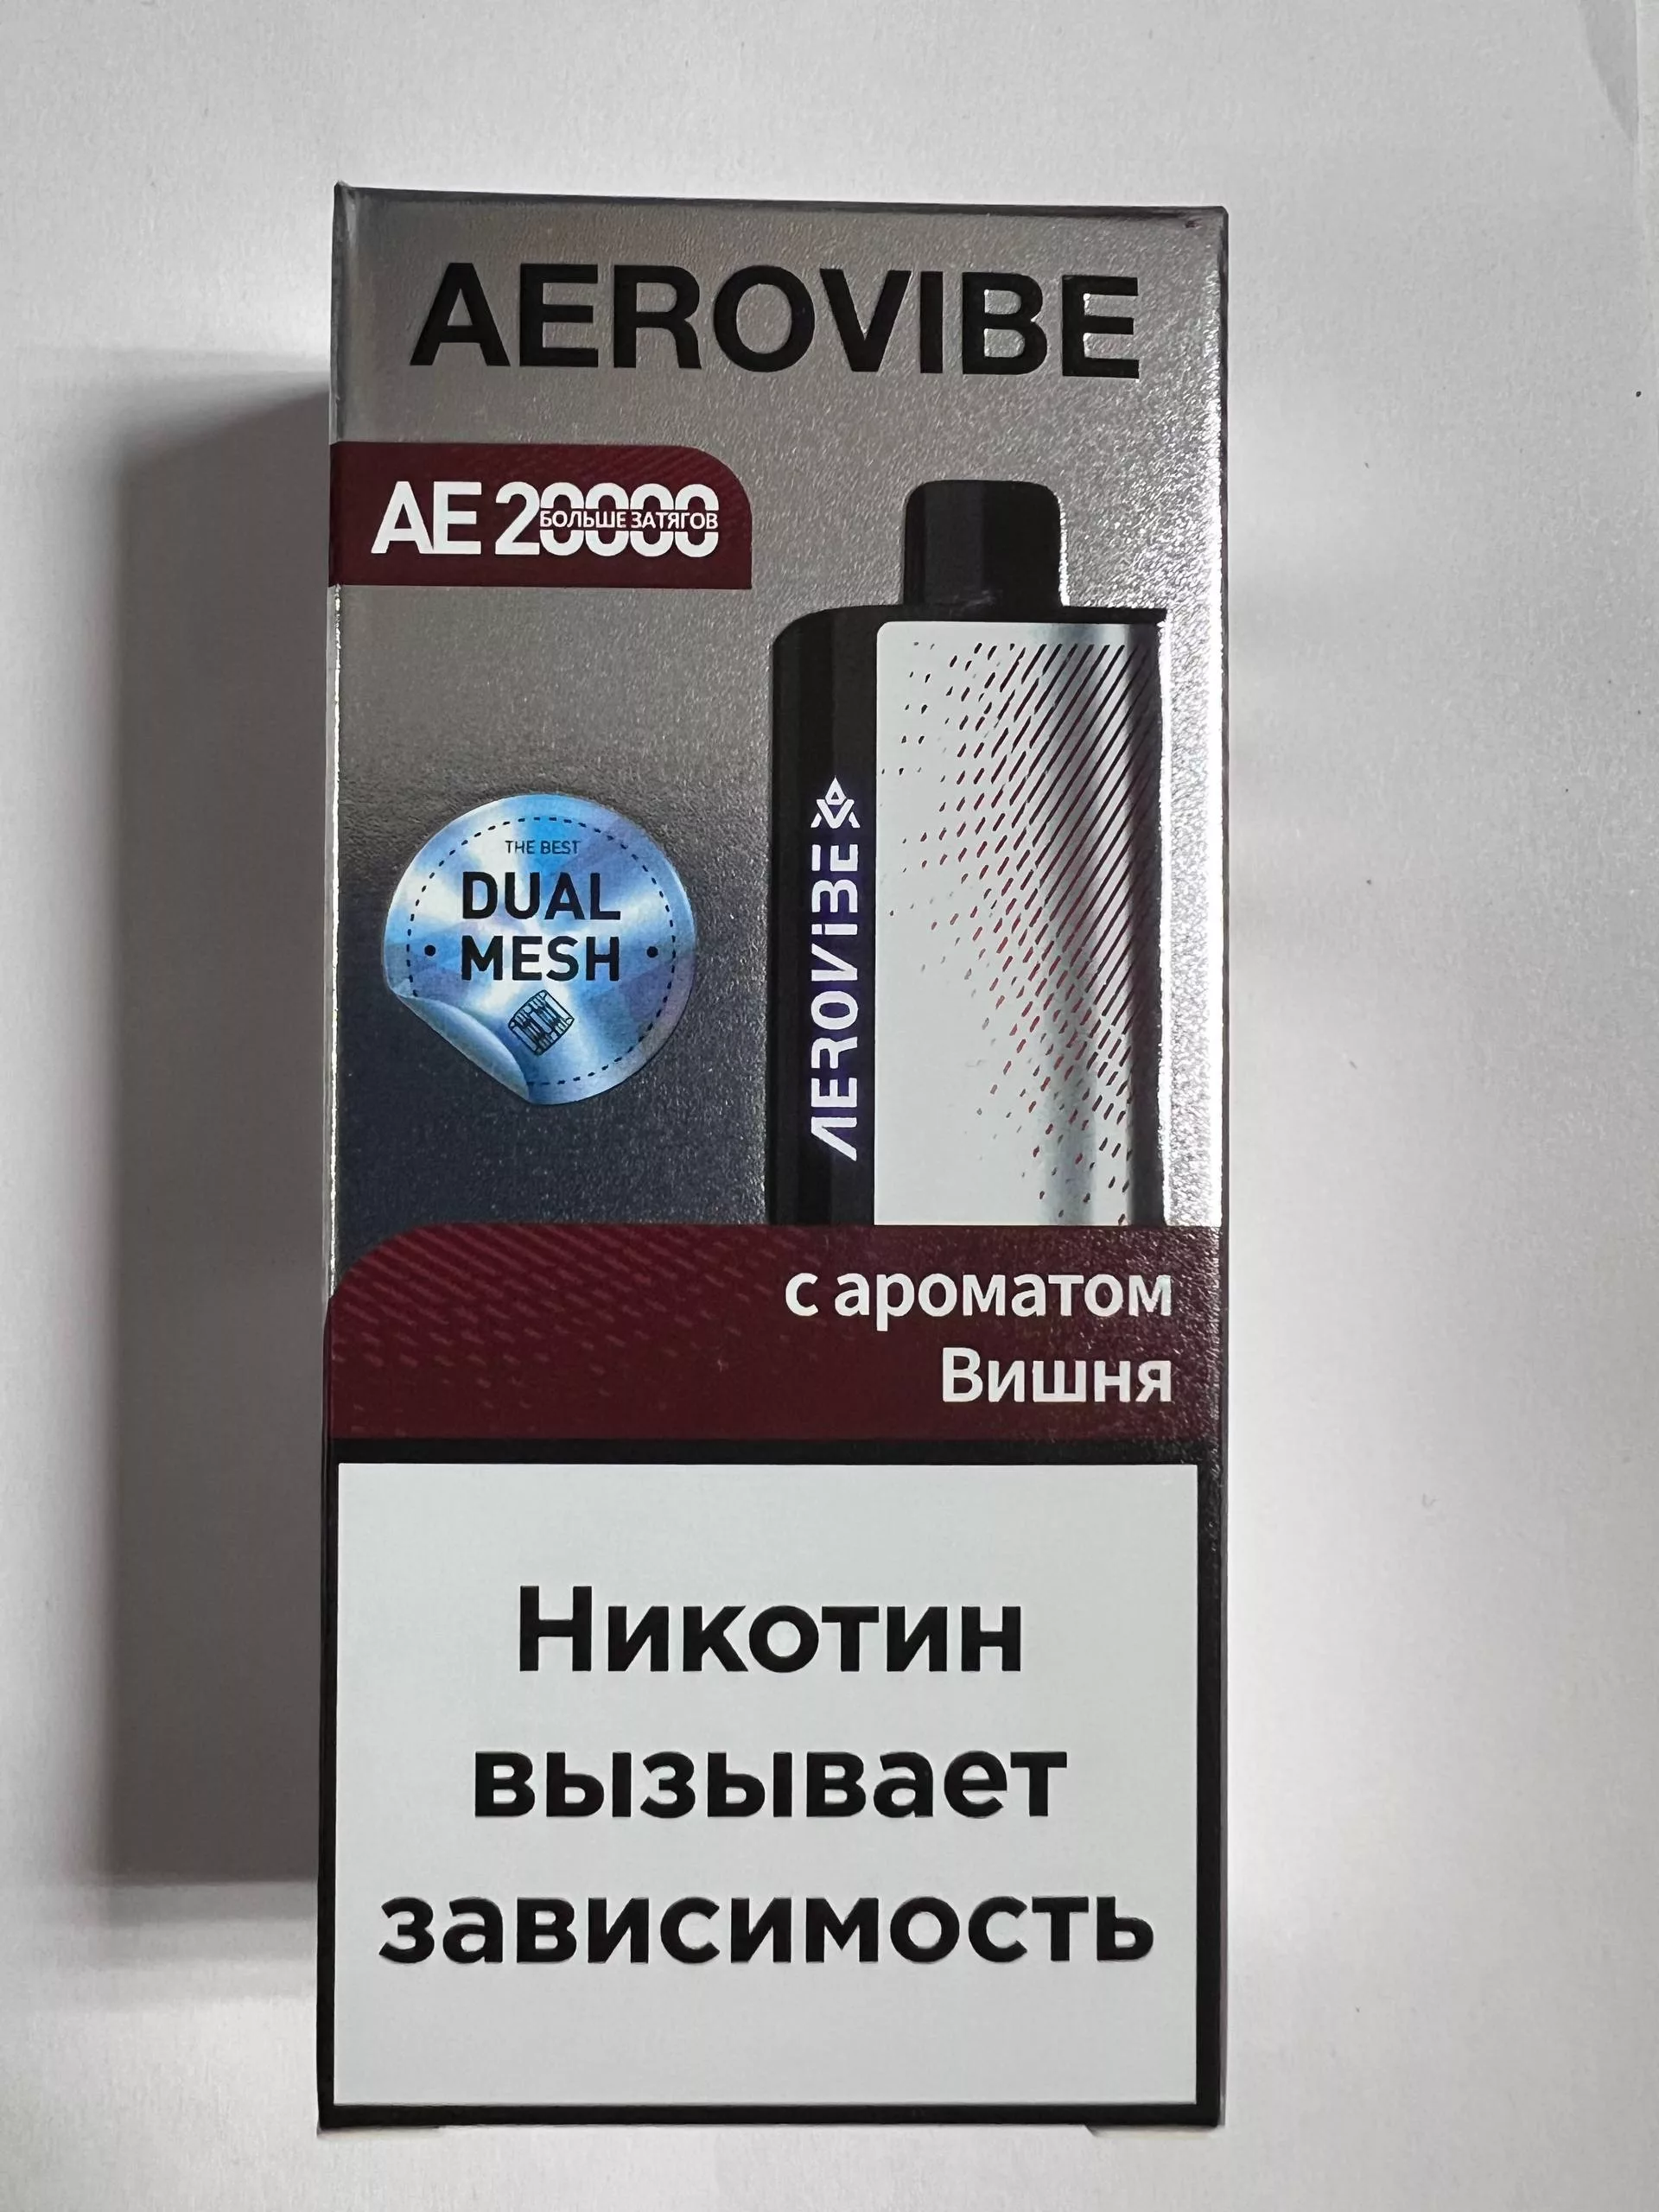 AEROVIBE
AE 20000
БОЛЬШЕ ЗАТЯГОВ
THE BEST
DUAL
MESH
AEROVIBE
с ароматом
Вишня
Никотин
вызывает
зависимость